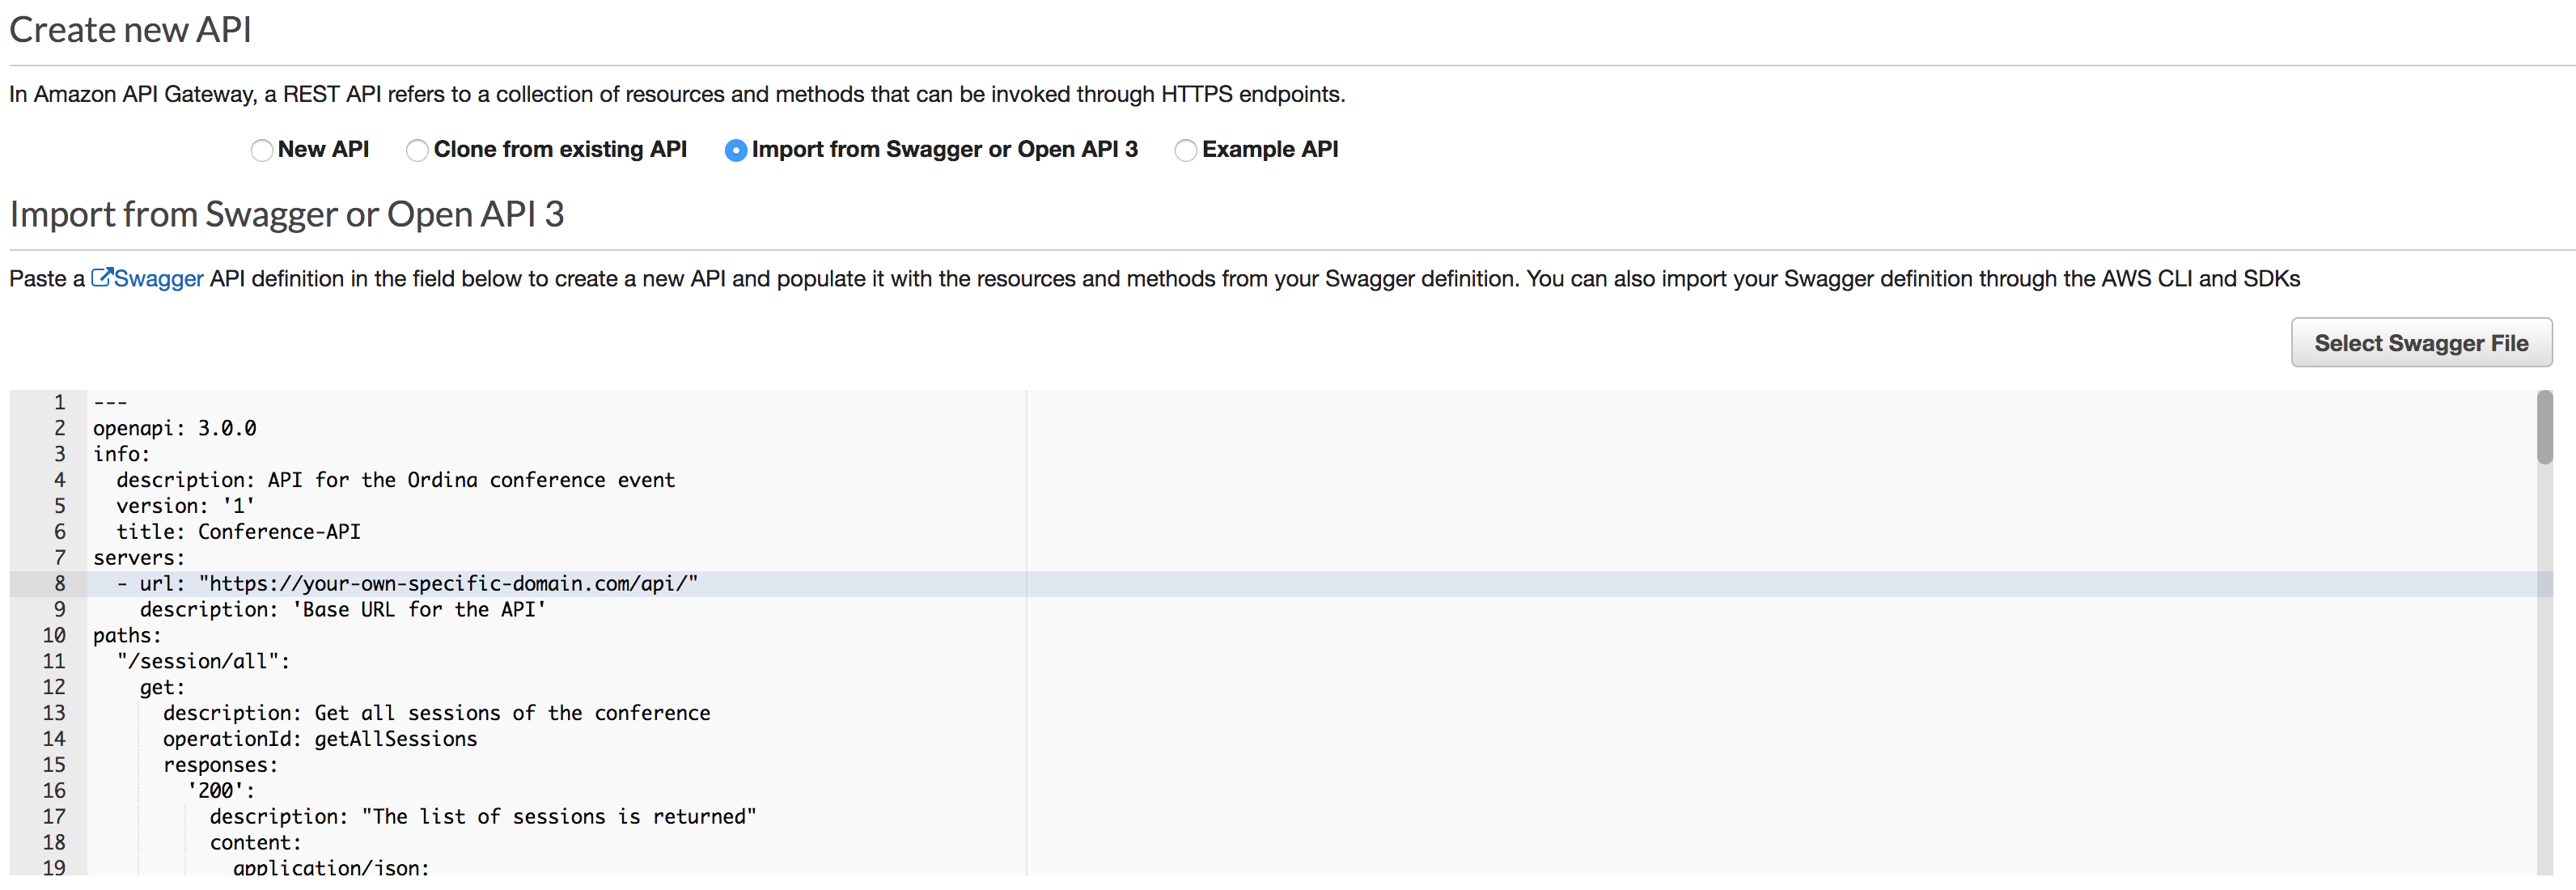 Create new API
In Amazon API Gateway, a REST API refers to a collection of resources and methods that can be invoked through HTTPS endpoints.
New API Clone from existing API Import from Swagger or Open API 3 Example API
Import from Swagger or Open API 3
Paste a Swagger API definition in the field below to create a new API and populate it with the resources and methods from your Swagger definition. You can also import your Swagger definition through the AWS CLI and SDKs
Select Swagger File
1 ---
2 openapi: 3.0.0
3 info:
4   description: API for the Ordina conference event
5   version: '1'
6   title: Conference-API
7 servers:
8   - url: "https://your-own-specific-domain.com/api/"
9     description: 'Base URL for the API'
10 paths:
11   "/session/all":
12     get:
13       description: Get all sessions of the conference
14       operationId: getAllSessions
15       responses:
16         '200':
17           description: "The list of sessions is returned"
18           content:
19             application/json: